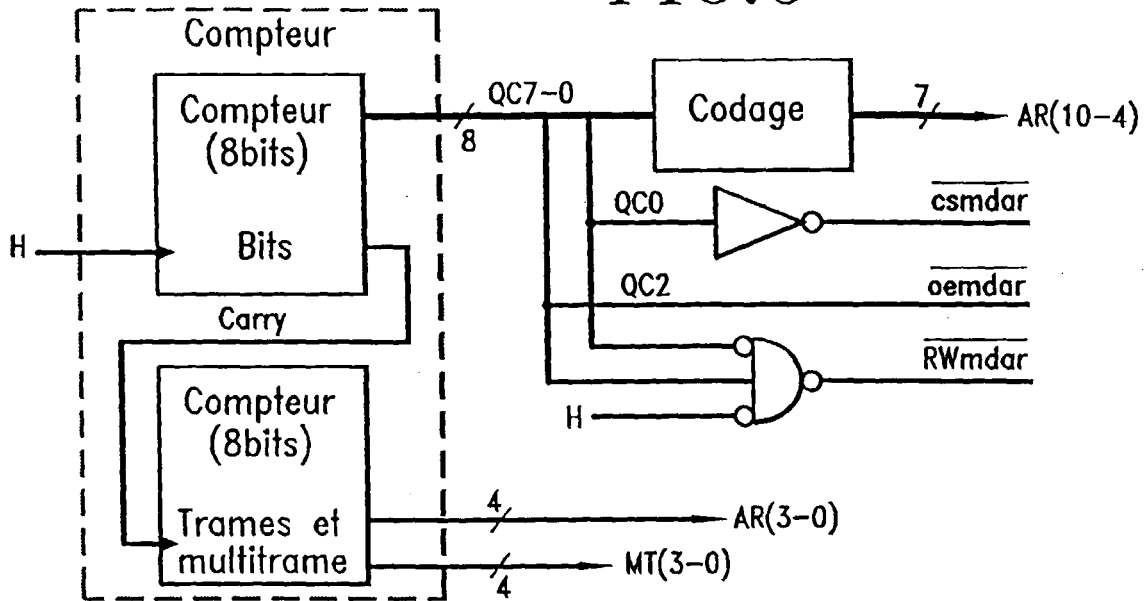 Compteur
Compteur
(8bits)
Bits
H
Carry
Compteur
(8bits)
Trames et
multitrame
8
QC7-0
Codage
7
AR(10-4)
QC0
csmdar
QC2
oemdar
RWmdar
H
4
AR(3-0)
4
MT(3-0)